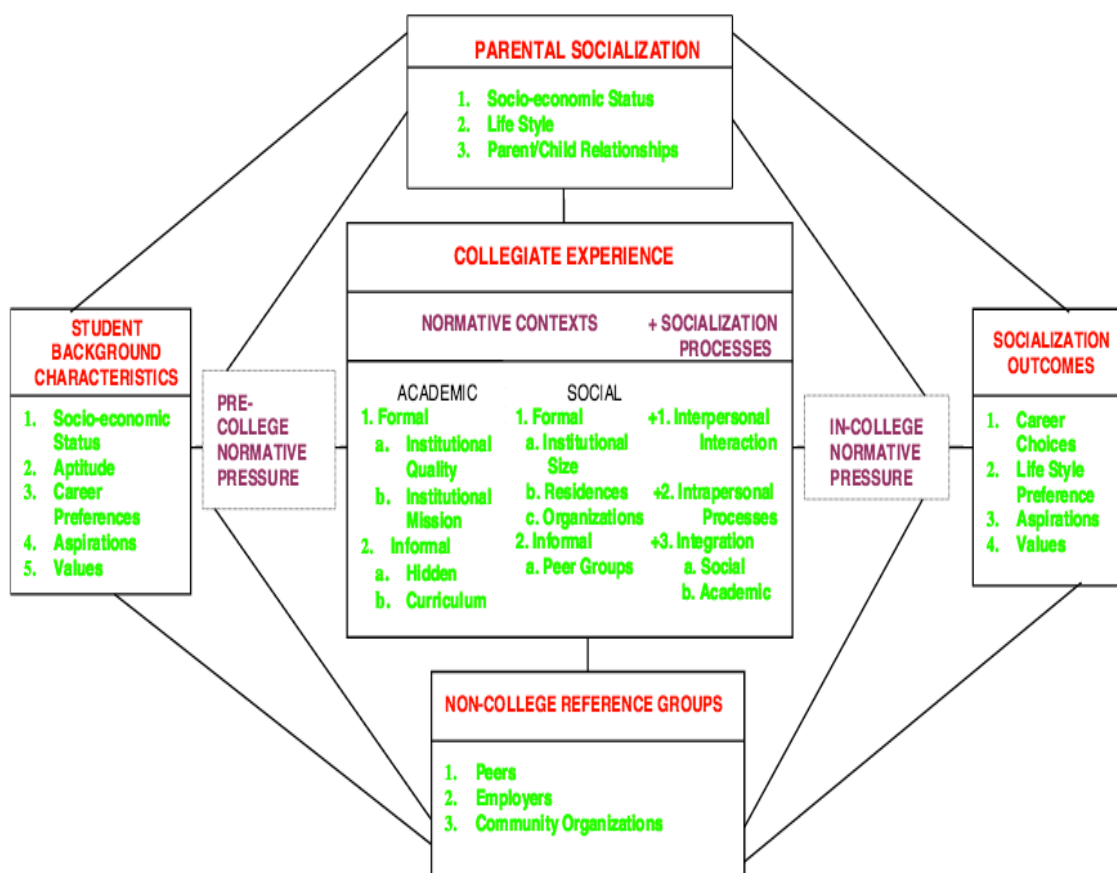 PARENTAL SOCIALIZATION
1. Socio-economic Status
2. Life Style
3. Parent/Child Relationships
COLLEGIATE EXPERIENCE
NORMATIVE CONTEXTS
+ SOCIALIZATION
PROCESSES
ACADEMIC
1. Formal
a. Institutional
Quality
b. Institutional
Mission
2. Informal
a. Hidden
b. Curriculum
SOCIAL
1. Formal
a. Institutional
Size
b. Residences
c. Organizations
2. Informal
a. Peer Groups
+1. Interpersonal
Interaction
+2. Intrapersonal
Processes
+3. Integration
a. Social
b. Academic
STUDENT
BACKGROUND
CHARACTERISTICS
1. Socio-economic
Status
2. Aptitude
3. Career
Preferences
4. Aspirations
5. Values
PRE-
COLLEGE
NORMATIVE
PRESSURE
IN-COLLEGE
NORMATIVE
PRESSURE
SOCIALIZATION
OUTCOMES
1. Career
Choices
2. Life Style
Preference
3. Aspirations
4. Values
NON-COLLEGE REFERENCE GROUPS
1. Peers
2. Employers
3. Community Organizations